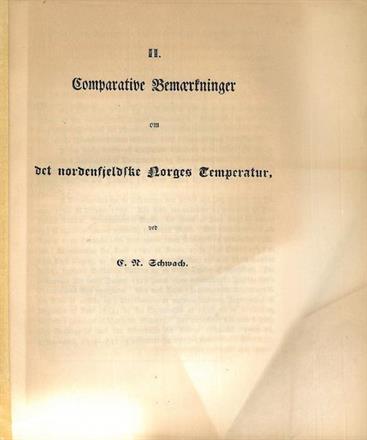 II.
Comparative Bemærkninger
om
det nordenfjeldske Norges Temperatur,
ved
C. N. Schwach.